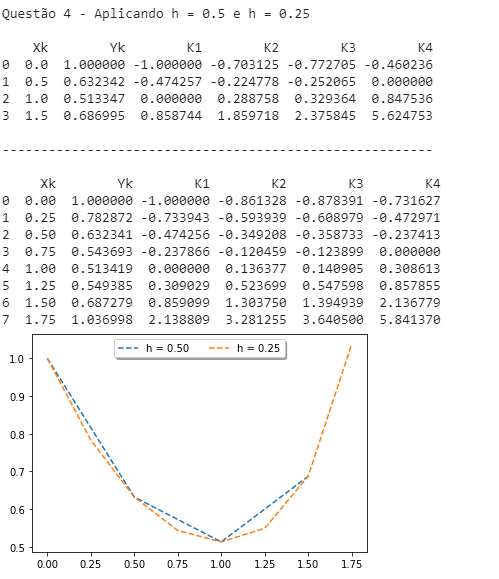 Questão 4 - Aplicando h = 0.5 e h = 0.25
Xk Yk K1 K2 K3 K4
0 0.0 1.000000 -1.000000 -0.703125 -0.772705 -0.460236
1 0.5 0.632342 -0.474257 -0.224778 -0.252065 0.000000
2 1.0 0.513347 0.000000 0.288758 0.329364 0.847536
3 1.5 0.686995 0.858744 1.859718 2.375845 5.624753
------------------------------------------------------
Xk Yk K1 K2 K3 K4
0 0.00 1.000000 -1.000000 -0.861328 -0.878391 -0.731627
1 0.25 0.782872 -0.733943 -0.593939 -0.608979 -0.472971
2 0.50 0.632341 -0.474256 -0.349208 -0.358733 -0.237413
3 0.75 0.543693 -0.237866 -0.120459 -0.123899 0.000000
4 1.00 0.513419 0.000000 0.136377 0.140905 0.308613
5 1.25 0.549385 0.309029 0.523699 0.547598 0.857855
6 1.50 0.687279 0.859099 1.303750 1.394939 2.136779
7 1.75 1.036998 2.138809 3.281255 3.640500 5.841370
h = 0.50 h = 0.25
1.0
0.9
0.8
0.7
0.6
0.5
0.00 0.25 0.50 0.75 1.00 1.25 1.50 1.75